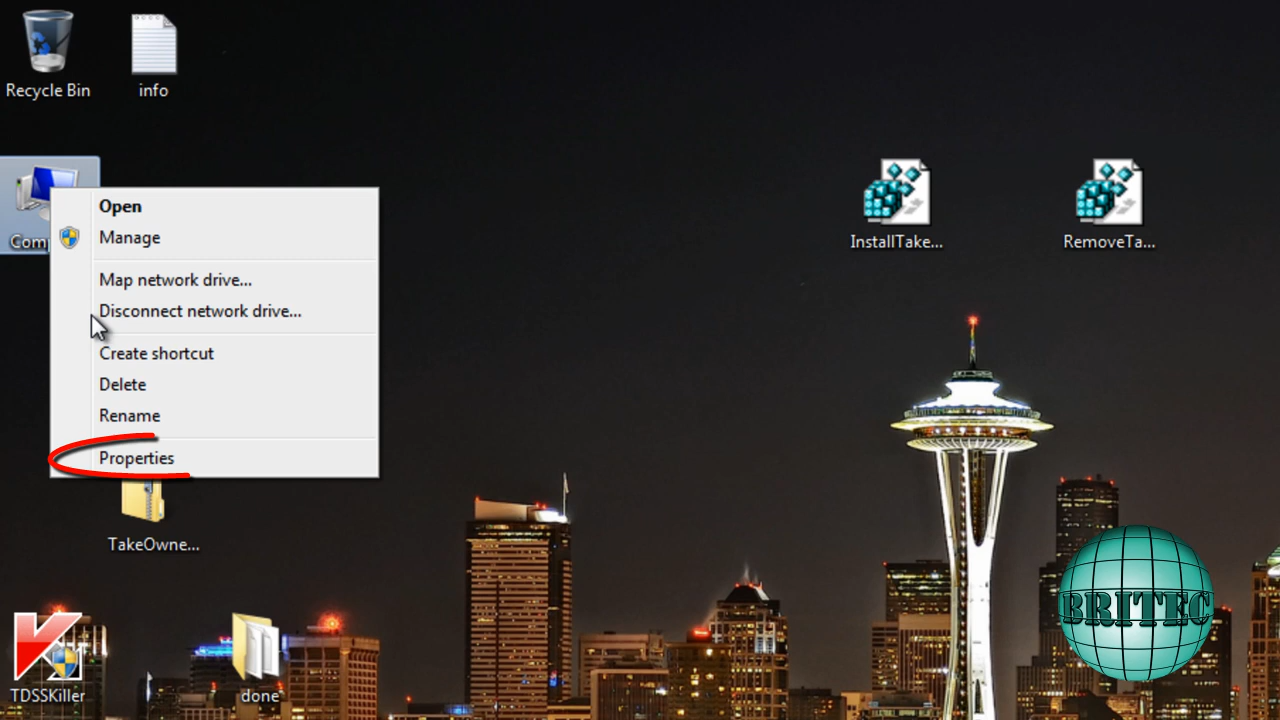 Recycle Bin
info
Comp
Open
Manage
Map network drive...
Disconnect network drive...
Create shortcut
Delete
Rename
Properties
InstallTake...
RemoveTa...
TakeOwne...
TDSSKiller
done
BRITEC